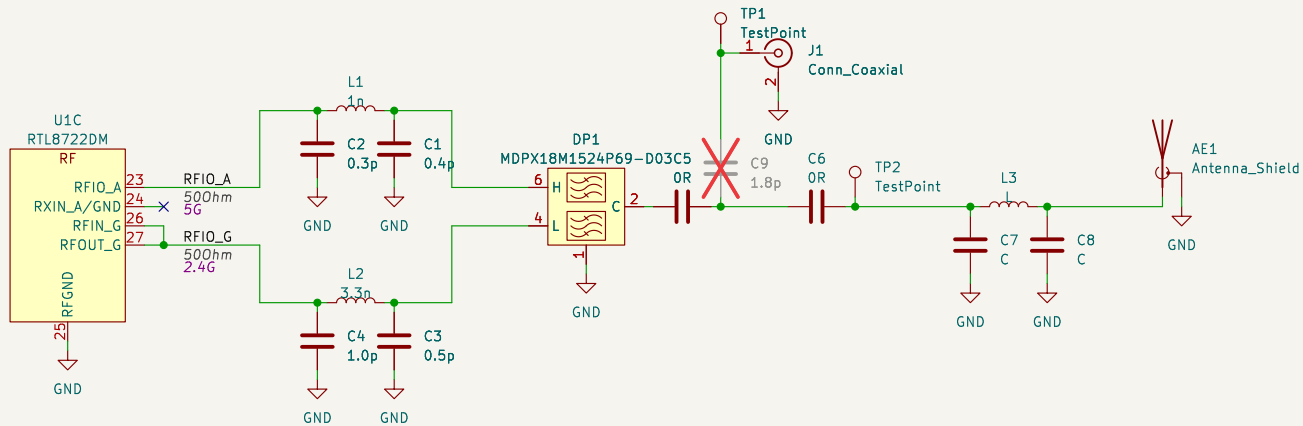 TP1
TestPoint
1
J1
Conn_Coaxial
2
GND
L1
1n
C2
0.3p
C1
0.4p
GND
GND
U1C
RTL8722DM
RF
RFIO_A
23
RXIN_A/GND
24
RFIN_G
26
RFOUT_G
27
RFGND
25
GND
RFIO_A
50Ohm
5G
RFIO_G
50Ohm
2.4G
L2
3.3n
C4
1.0p
C3
0.5p
GND
GND
DP1
MDPX18M1524P69-D03C5
6
H
4
L
C
2
1
GND
0R
C9
1.8p
C6
0R
TP2
TestPoint
L3
L
C7
C
C8
C
GND
GND
AE1
Antenna_Shield
GND